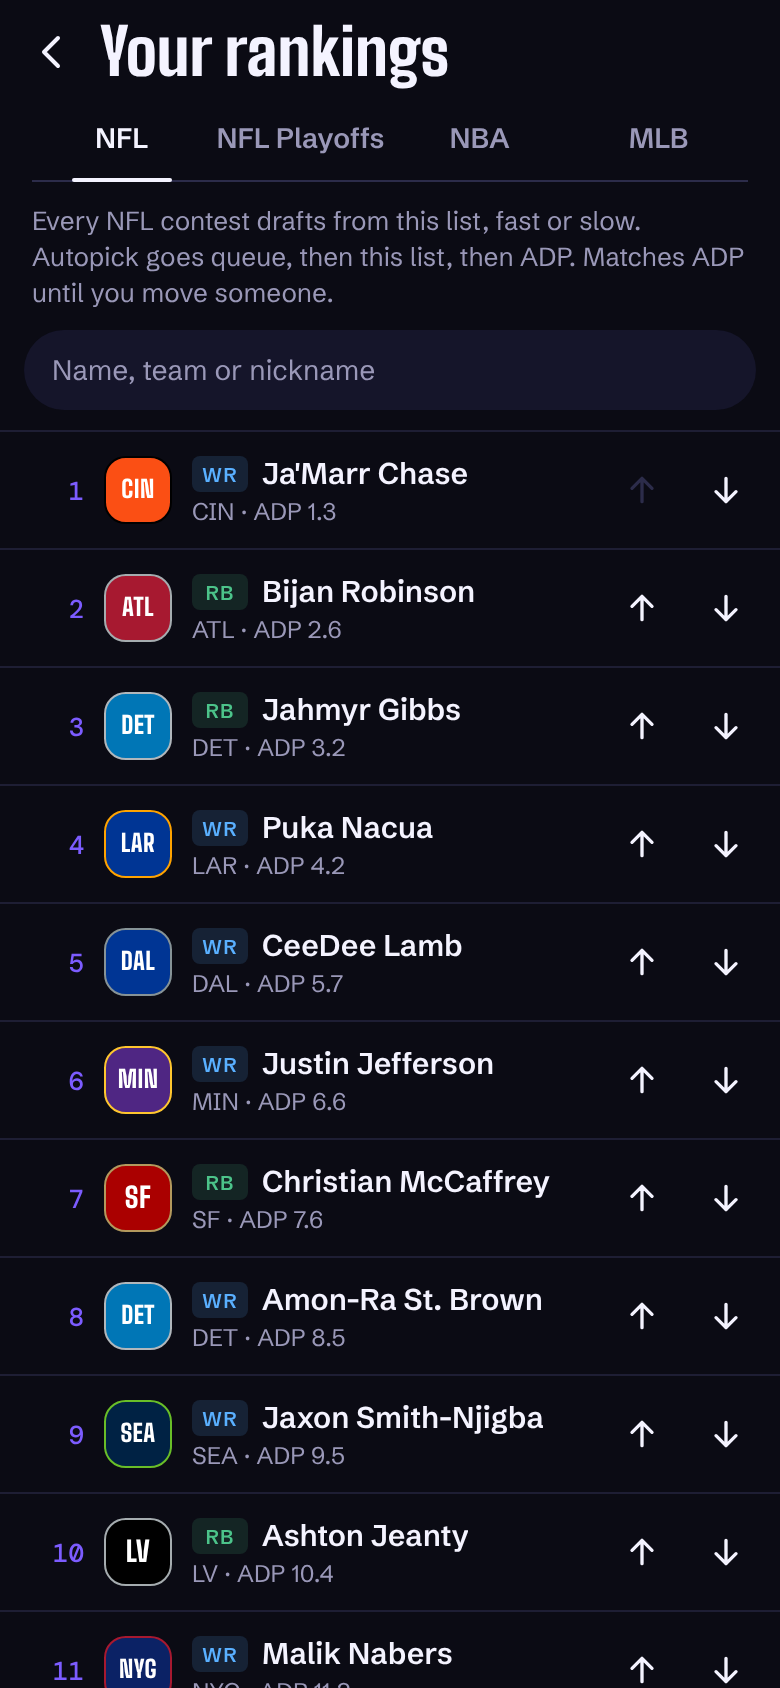 Your rankings
NFL NFL Playoffs NBA MLB
Every NFL contest drafts from this list, fast or slow.
Autopick goes queue, then this list, then ADP. Matches ADP
until you move someone.
Name, team or nickname
1 CIN WR Ja'Marr Chase
CIN · ADP 1.3
2 ATL RB Bijan Robinson
ATL · ADP 2.6
3 DET RB Jahmyr Gibbs
DET · ADP 3.2
4 LAR WR Puka Nacua
LAR · ADP 4.2
5 DAL WR CeeDee Lamb
DAL · ADP 5.7
6 MIN WR Justin Jefferson
MIN · ADP 6.6
7 SF RB Christian McCaffrey
SF · ADP 7.6
8 DET WR Amon-Ra St. Brown
DET · ADP 8.5
9 SEA WR Jaxon Smith-Njigba
SEA · ADP 9.5
10 LV RB Ashton Jeanty
LV · ADP 10.4
11 NYG WR Malik Nabers
NYG · ADP